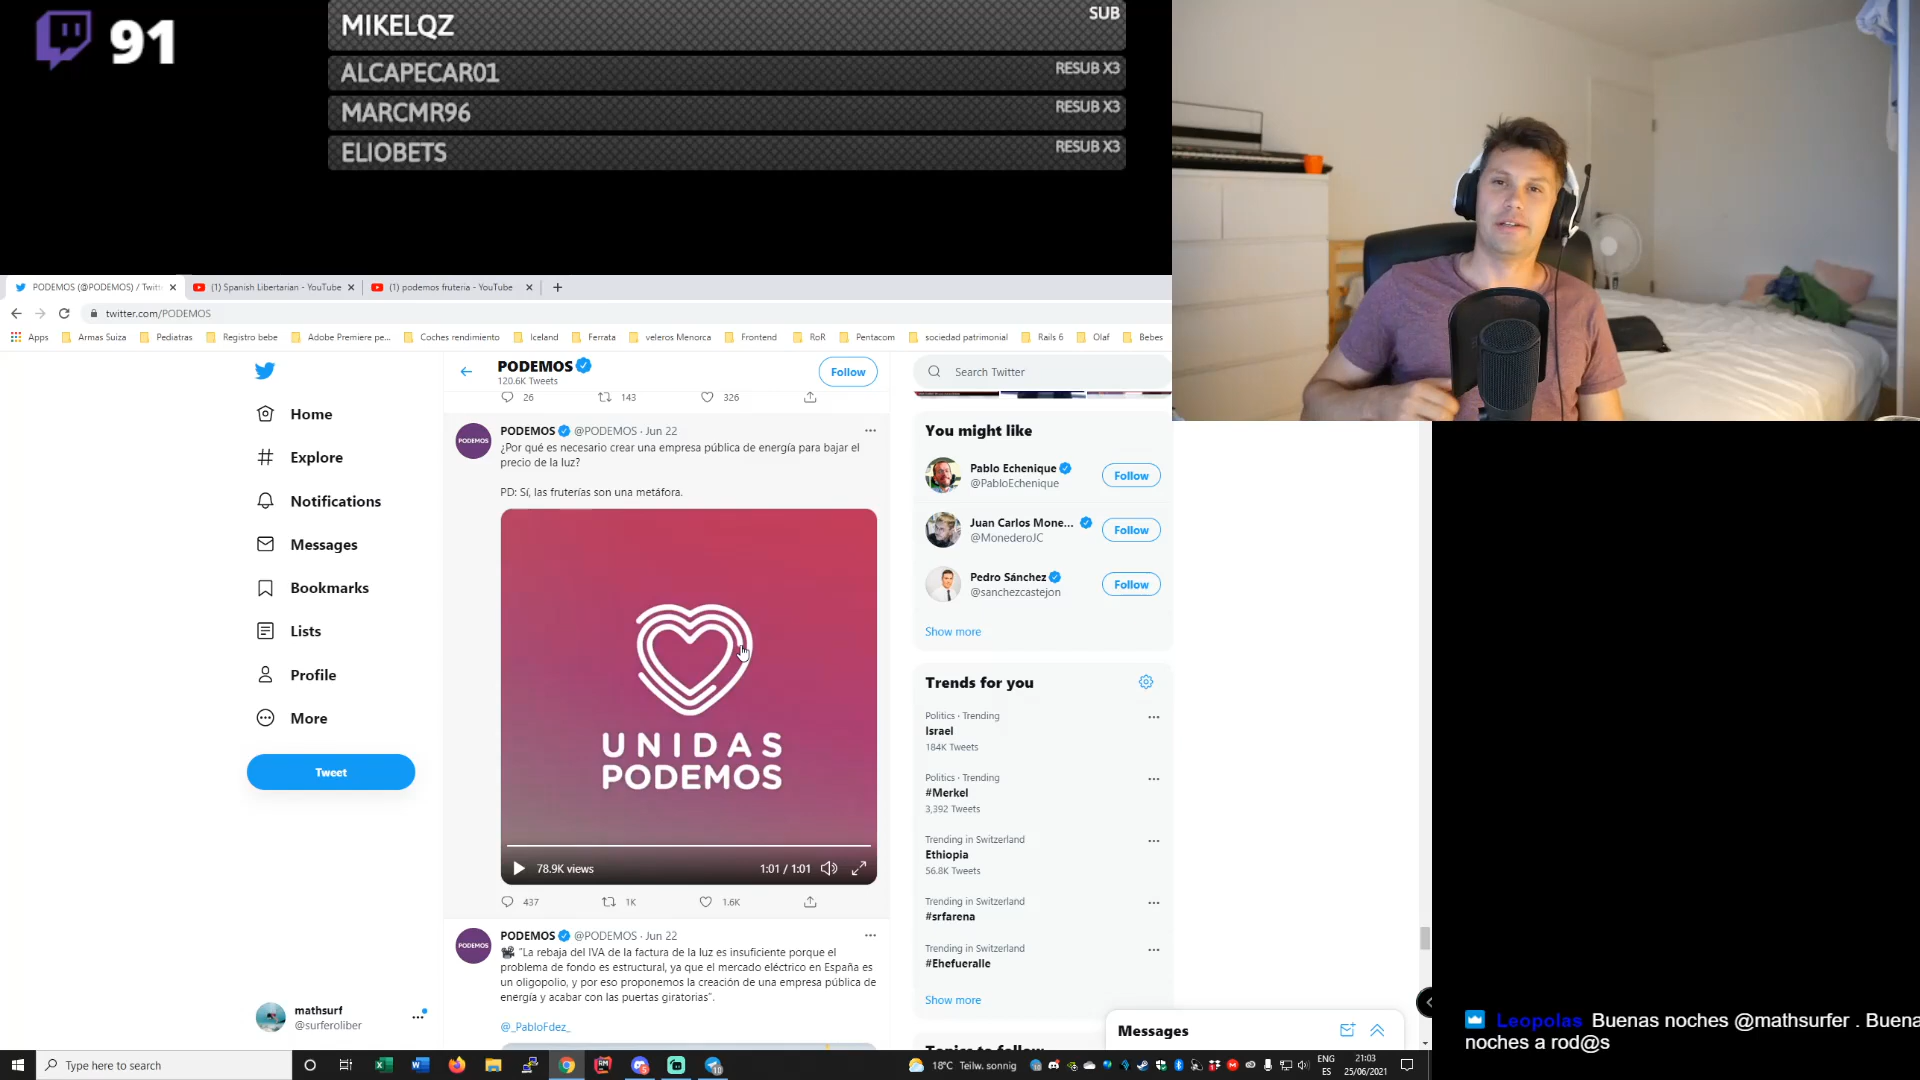 91
MIKELQZ
SUB
ALCAPECAR01
RESUB X3
MARCMR96
RESUB X3
ELIOBETS
RESUB X3
PODEMOS (@PODEMOS) / Twitt
(1) Spanish Libertarian - YouTube
(1) podemos fruteria - YouTube
twitter.com/PODEMOS
Apps
Armas Suiza
Pediatras
Registro bebe
Adobe Premiere pe...
Coches rendimiento
Iceland
Ferrata
veleros Menorca
Frontend
RoR
Pentacom
sociedad patrimonial
Rails 6
Olaf
Bebes
Home
Explore
Notifications
Messages
Bookmarks
Lists
Profile
More
Tweet
mathsurf
@surferoliber
PODEMOS
120.6K Tweets
Follow
26
143
326
PODEMOS
PODEMOS @PODEMOS · Jun 22
¿Por qué es necesario crear una empresa pública de energía para bajar el
precio de la luz?
PD: Sí, las fruterías son una metáfora.
UNIDAS
PODEMOS
78.9K views
1:01 / 1:01
437
1K
1.6K
PODEMOS
PODEMOS @PODEMOS · Jun 22
"La rebaja del IVA de la factura de la luz es insuficiente porque el
problema de fondo es estructural, ya que el mercado eléctrico en España es
un oligopolio, y por eso proponemos la creación de una empresa pública de
energía y acabar con las puertas giratorias".
@_PabloFdez_
Search Twitter
You might like
Pablo Echenique
@PabloEchenique
Follow
Juan Carlos Mone...
@MonederoJC
Follow
Pedro Sánchez
@sanchezcastejon
Follow
Show more
Trends for you
Politics · Trending
Israel
184K Tweets
Politics · Trending
#Merkel
3,392 Tweets
Trending in Switzerland
Ethiopia
56.8K Tweets
Trending in Switzerland
#srfarena
Trending in Switzerland
#Ehefueralle
Show more
Topics to follow
Messages
Leopolas Buenas noches @mathsurfer . Buena
noches a rod@s
Type here to search
18°C Teilw. sonnig
ENG
ES
21:03
25/06/2021